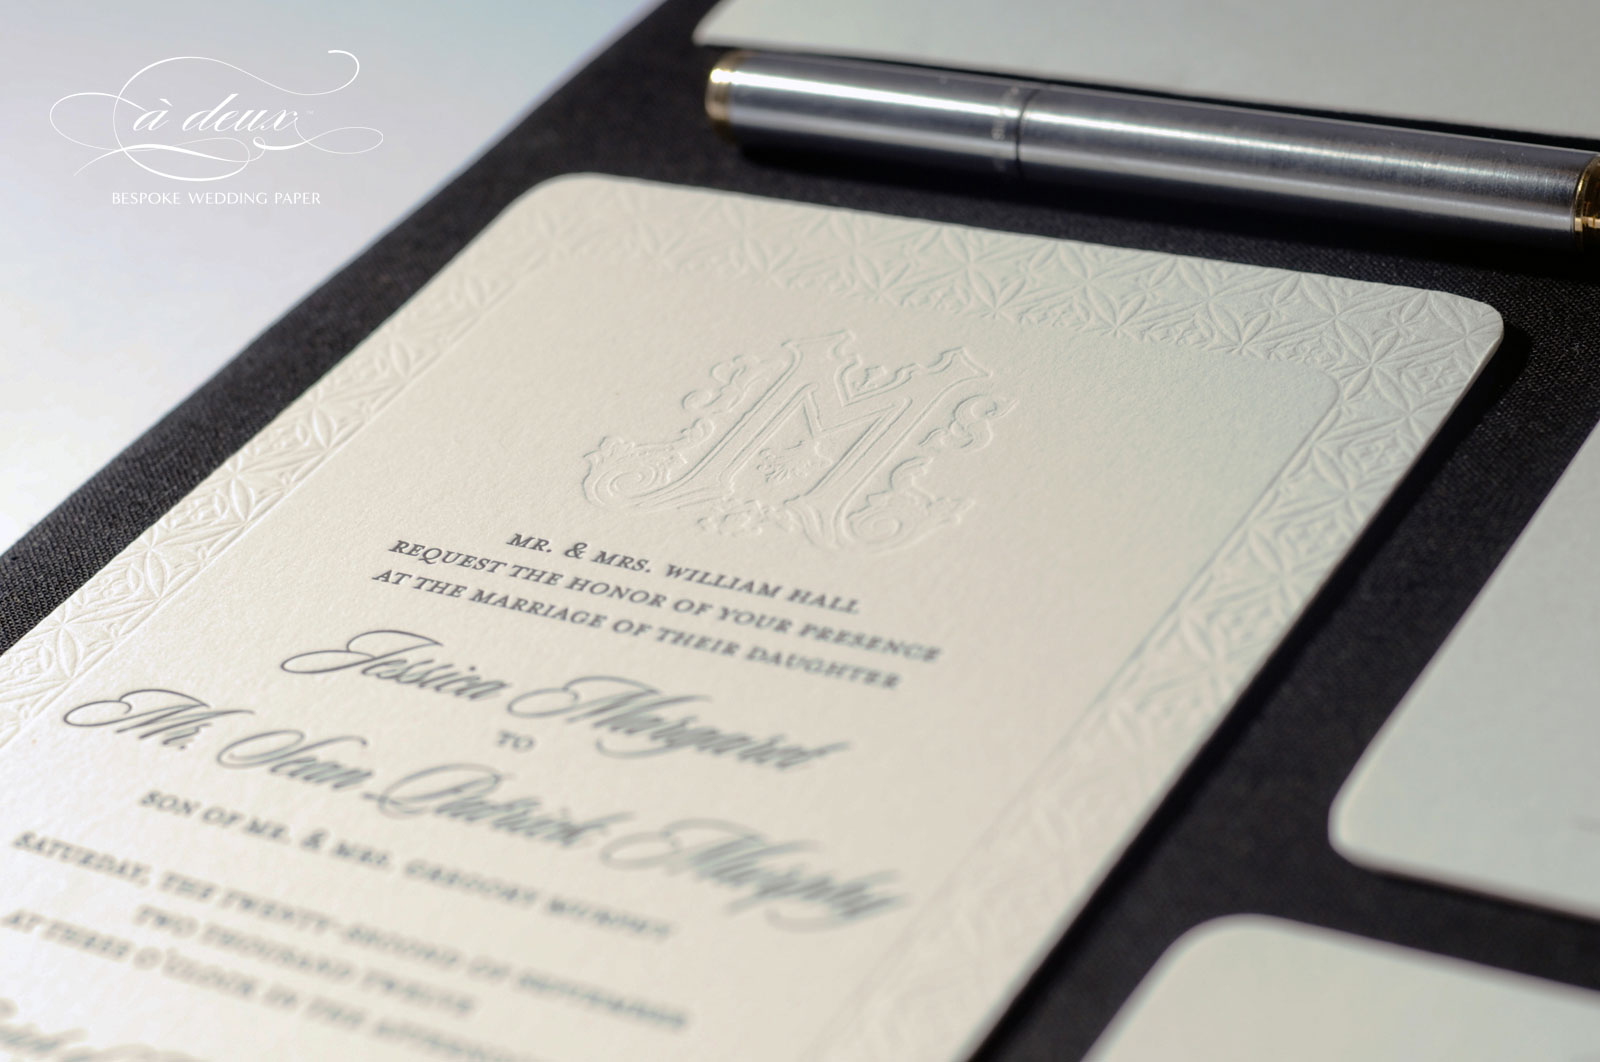 à deux™
BESPOKE WEDDING PAPER
M
MR. & MRS. WILLIAM HALL
REQUEST THE HONOR OF YOUR PRESENCE
AT THE MARRIAGE OF THEIR DAUGHTER
Jessica Margaret
TO
Mr. Sean Patrick Murphy
SON OF MR. & MRS. GREGORY MURPHY
SATURDAY, THE TWENTY-SECOND OF SEPTEMBER
TWO THOUSAND TWELVE
AT THREE O'CLOCK IN THE AFTERNOON